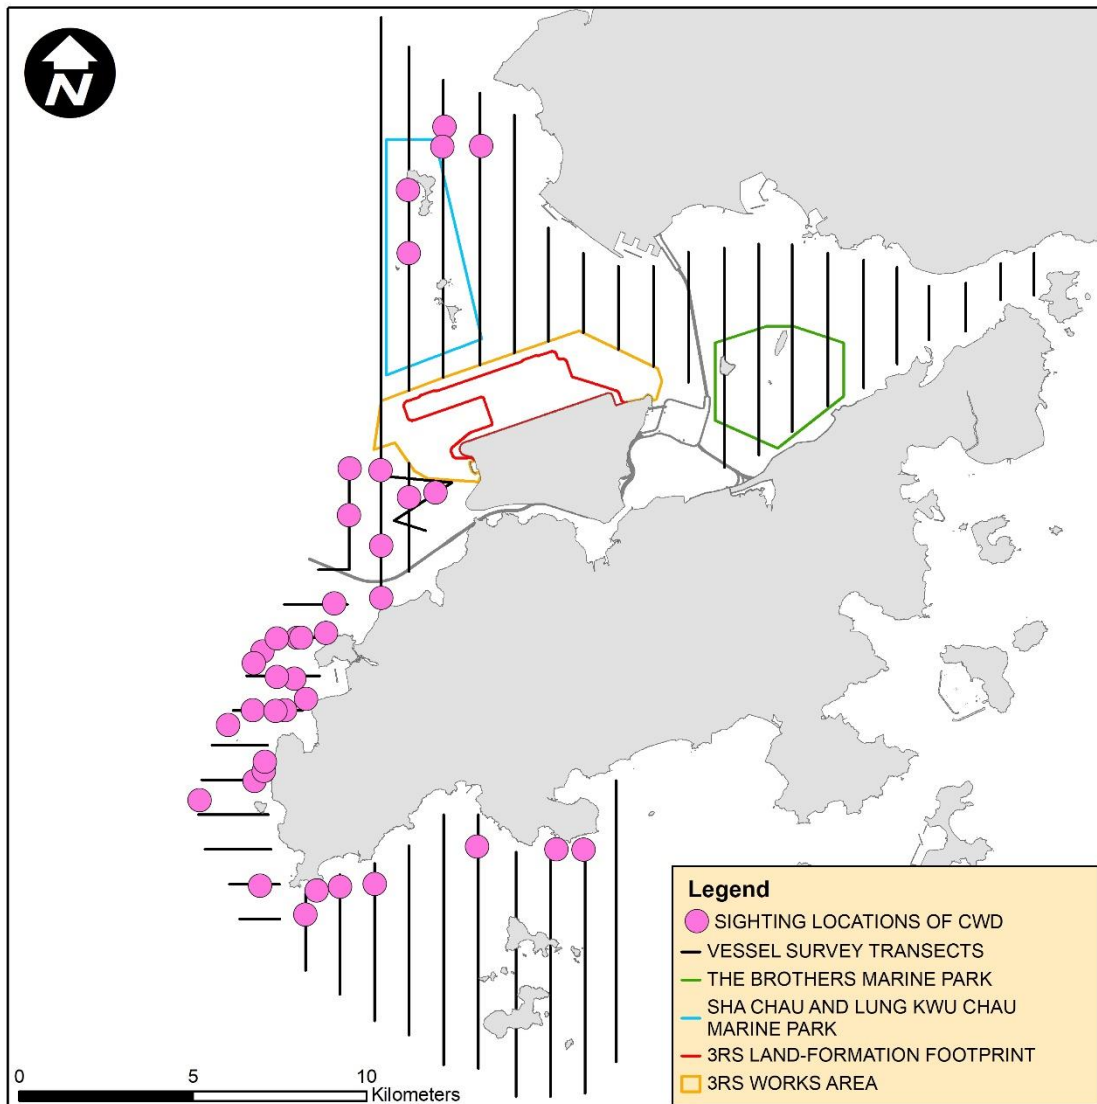 N
Legend
SIGHTING LOCATIONS OF CWD
VESSEL SURVEY TRANSECTS
THE BROTHERS MARINE PARK
SHA CHAU AND LUNG KWU CHAU
MARINE PARK
3RS LAND-FORMATION FOOTPRINT
3RS WORKS AREA
0 5 10
Kilometers